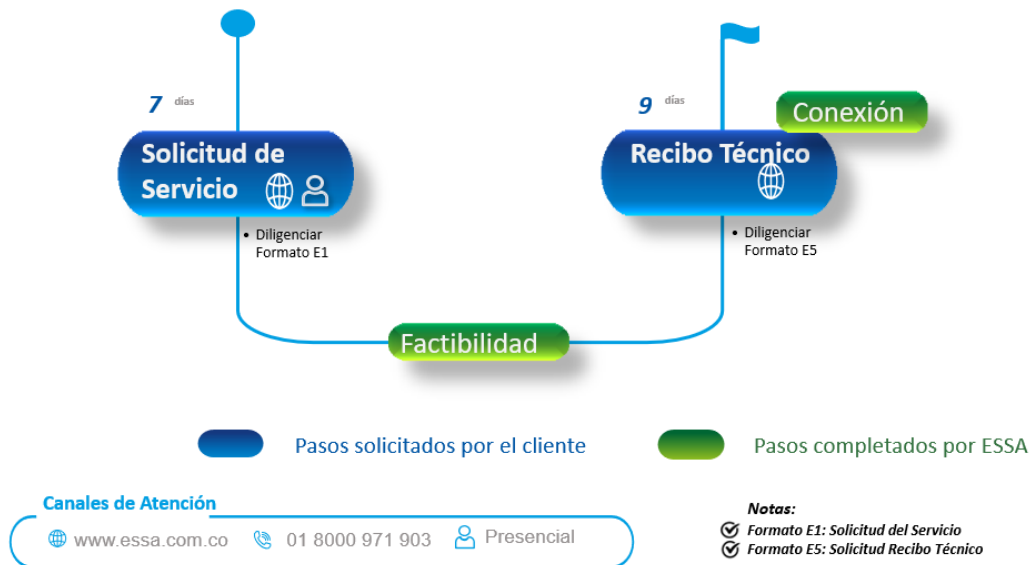 7 días
Solicitud de
Servicio
• Diligenciar
Formato E1
9 días
Conexión
Recibo Técnico
• Diligenciar
Formato E5
Factibilidad
Pasos solicitados por el cliente
Pasos completados por ESSA
Canales de Atención
www.essa.com.co
01 8000 971 903
Presencial
Notas:
Formato E1: Solicitud del Servicio
Formato E5: Solicitud Recibo Técnico